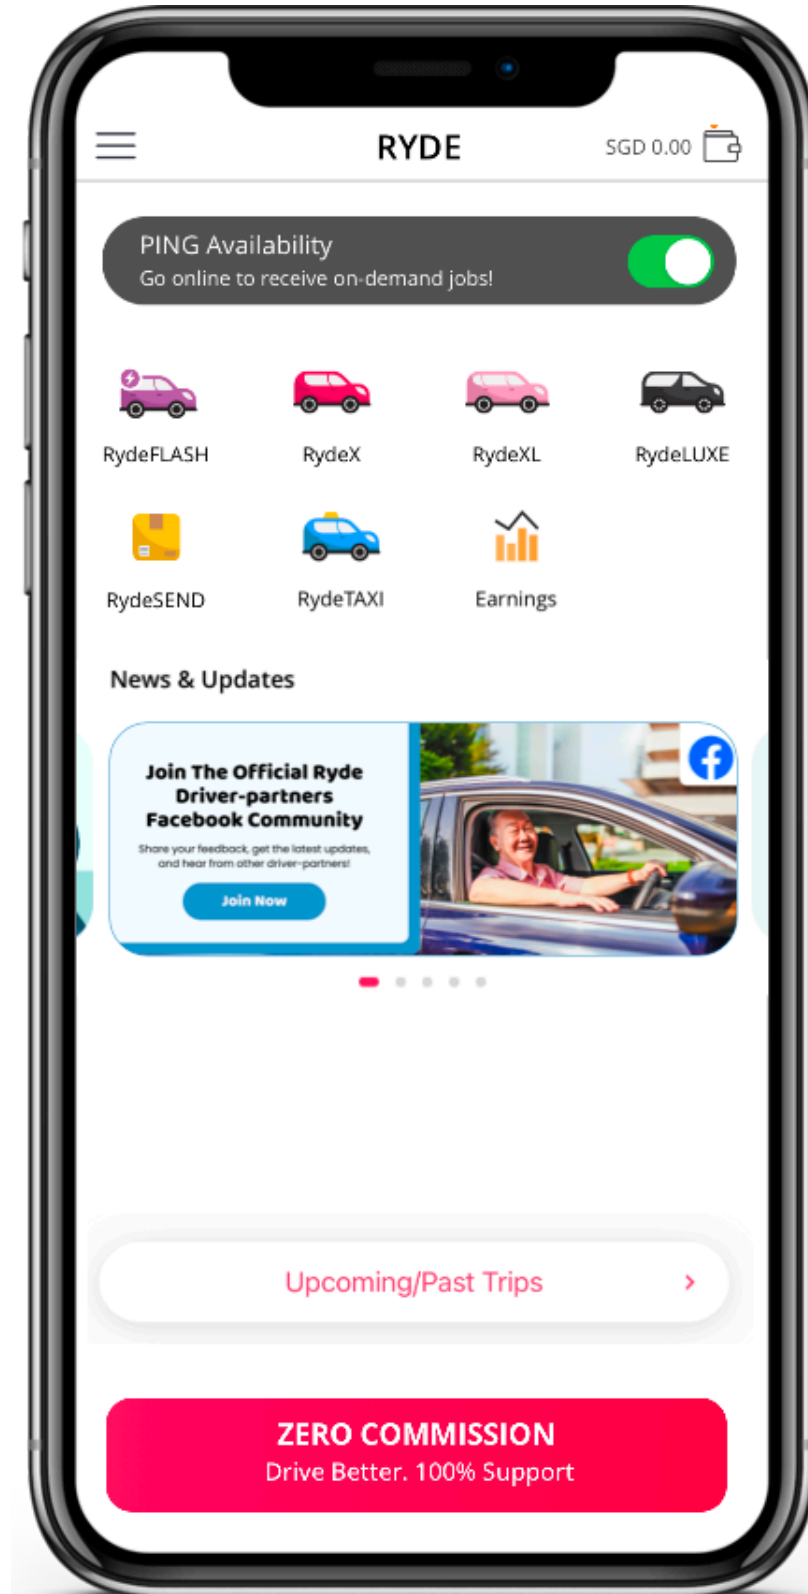 RYDE
SGD 0.00
PING Availability
Go online to receive on-demand jobs!
RydeFLASH
RydeX
RydeXL
RydeLUXE
RydeSEND
RydeTAXI
Earnings
News & Updates
Join The Official Ryde
Driver-partners
Facebook Community
Share your feedback, get the latest updates,
and hear from other driver-partners!
Join Now
Upcoming/Past Trips
ZERO COMMISSION
Drive Better. 100% Support